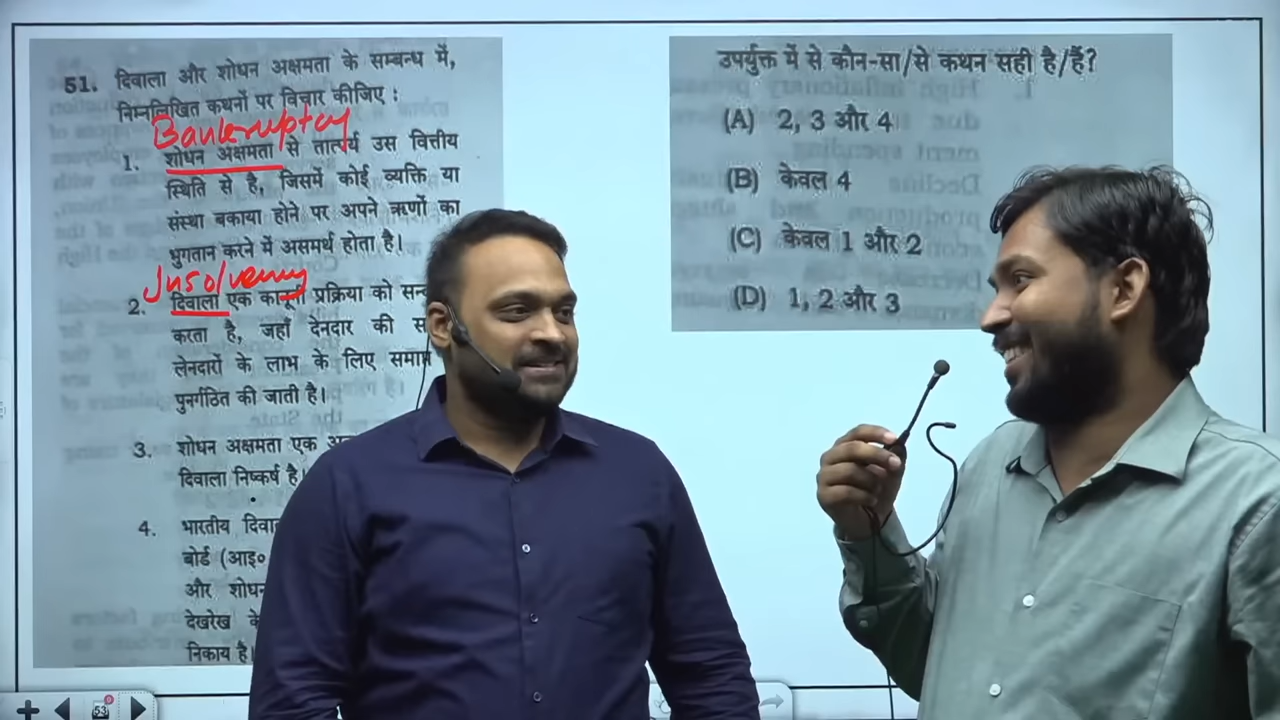 51. दिवाला और शोधन अक्षमता के सम्बन्ध में,
निम्नलिखित कथनों पर विचार कीजिए :
Bankruptcy
1. शोधन अक्षमता से तात्पर्य उस वित्तीय
स्थिति से है, जिसमें कोई व्यक्ति या
संस्था बकाया होने पर अपने ऋणों का
भुगतान करने में असमर्थ होता है।
Insolvency
2. दिवाला एक कानूनी प्रक्रिया को
करता है, जहाँ देनदार की
लेनदारों के लाभ के लिए
पुनर्गठित की जाती है।
3. शोधन अक्षमता एक
दिवाला निष्कर्ष है।
4. भारतीय
बोर्ड (आइ०
और
देखरेख
निकाय है।
उपर्युक्त में से कौन-सा/से कथन सही है/हैं?
(A) 2, 3 और 4
(B) केवल 4
(C) केवल 1 और 2
(D) 1, 2 और 3
53